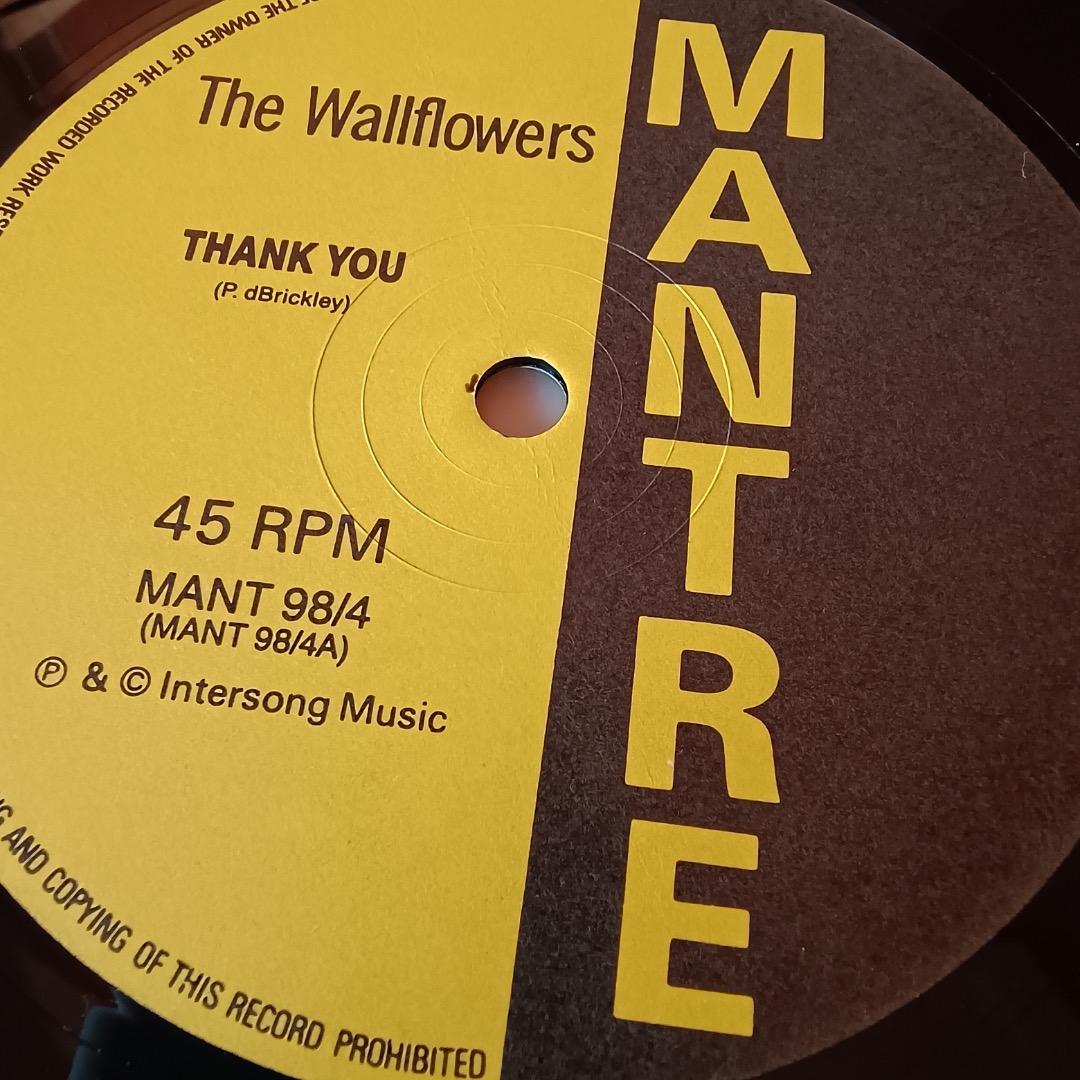 OF THE OWNER OF THE RECORDED WORK
The Wallflowers
THANK YOU
(P. dBrickley)
45 RPM
MANT 98/4
(MANT 98/4A)
Ⓟ & © Intersong Music
AND COPYING OF THIS RECORD PROHIBITED
MANTRE